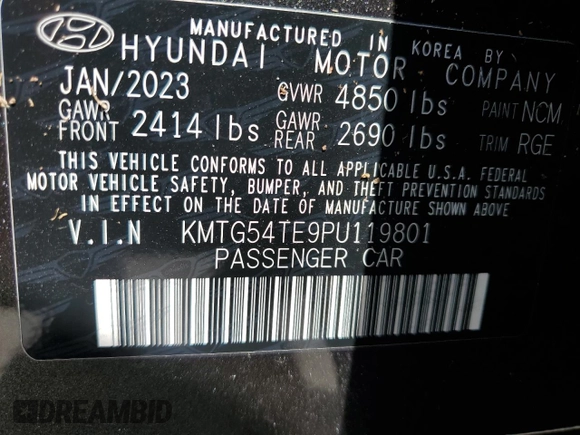 MANUFACTURED IN KOREA BY
HYUNDAI MOTOR COMPANY
JAN/2023 GVWR 4850 lbs PAINT NCM
GAWR FRONT 2414 lbs GAWR REAR 2690 lbs TRIM RGE
THIS VEHICLE CONFORMS TO ALL APPLICABLE U.S.A. FEDERAL
MOTOR VEHICLE SAFETY, BUMPER, AND THEFT PREVENTION STANDARDS
IN EFFECT ON THE DATE OF MANUFACTURE SHOWN ABOVE
V.I.N KMTG54TE9PU119801
PASSENGER CAR
DREAMBID